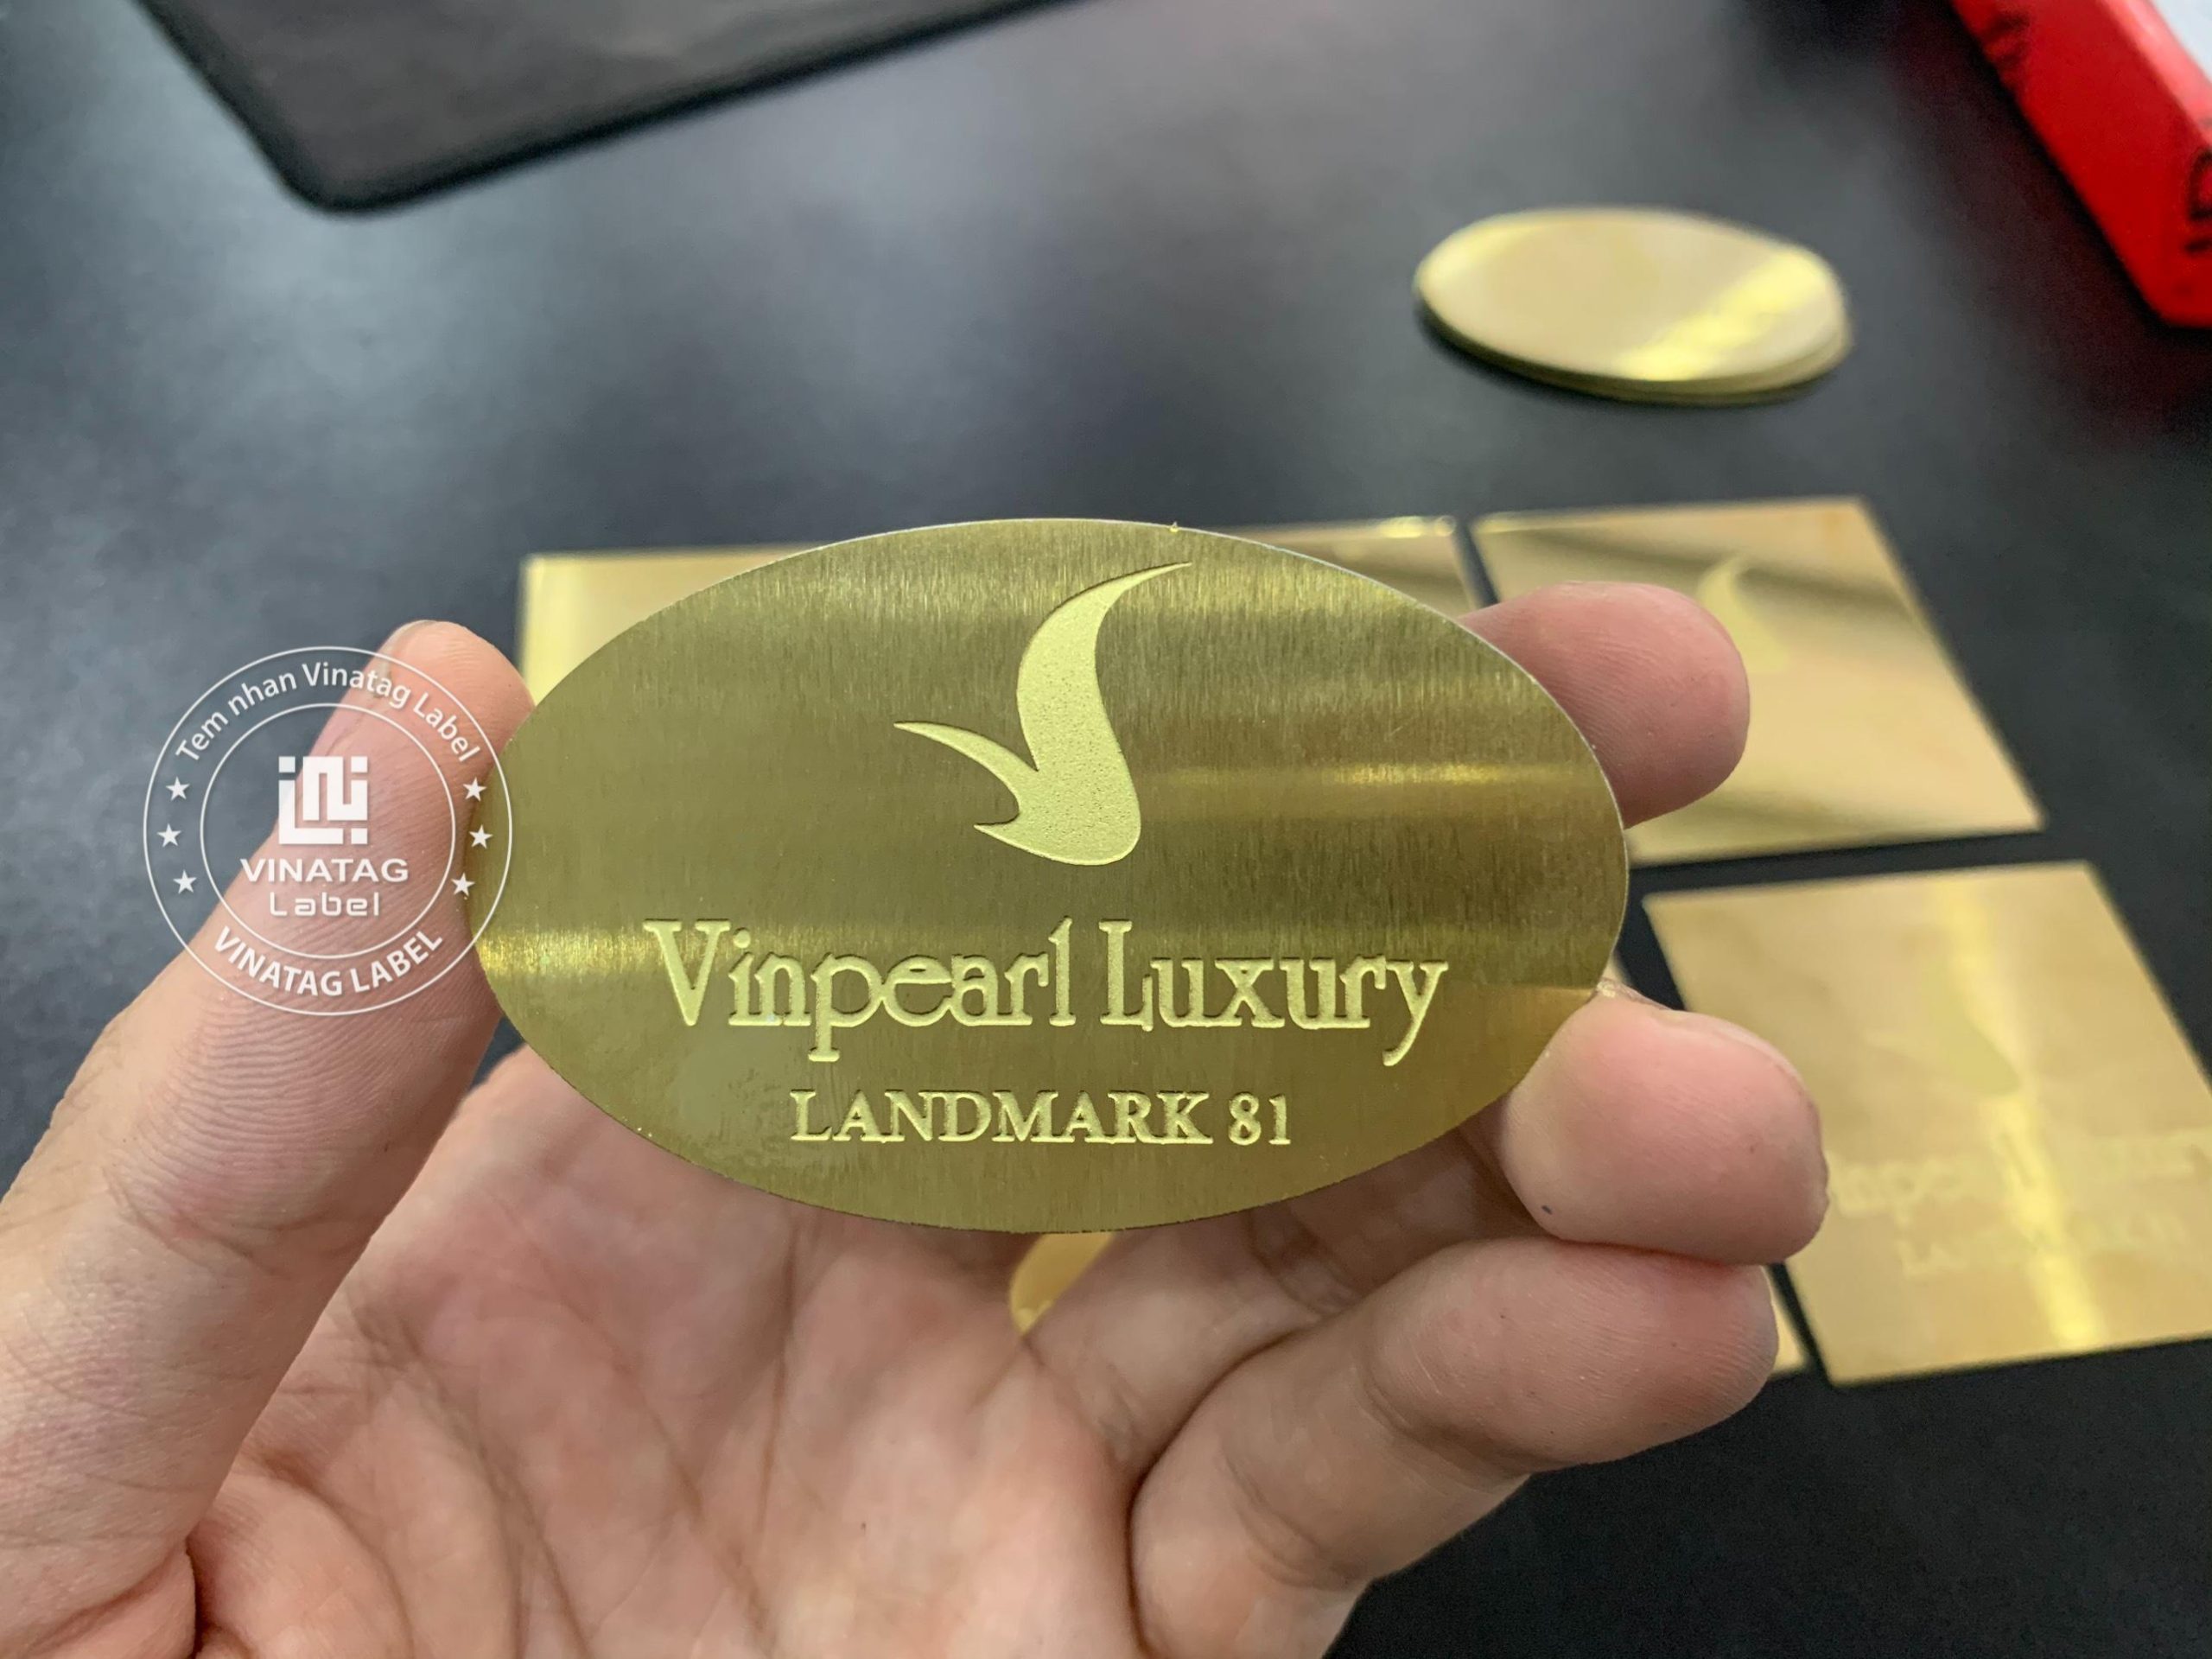 Tem nhan Vinatag Label
VINATAG
Label
VINATAG LABEL
Vinpearl Luxury
LANDMARK 81